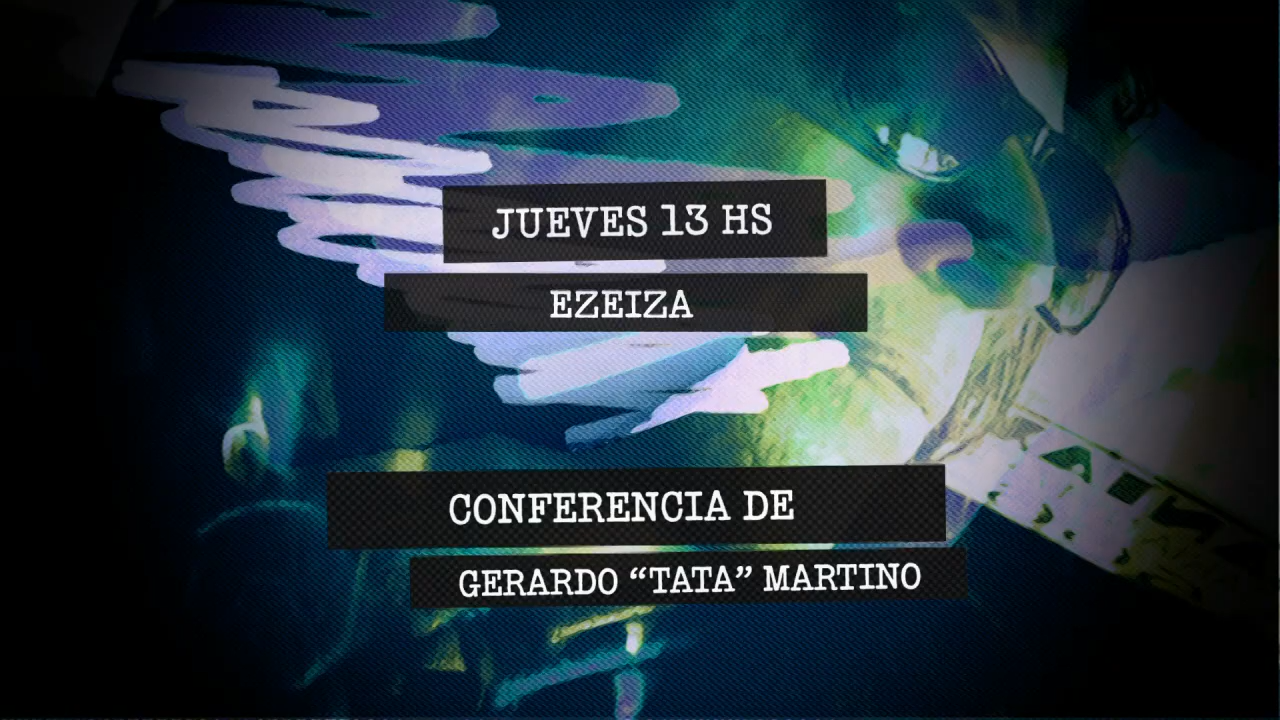 JUEVES 13 HS
EZEIZA
CONFERENCIA DE
GERARDO “TATA” MARTINO